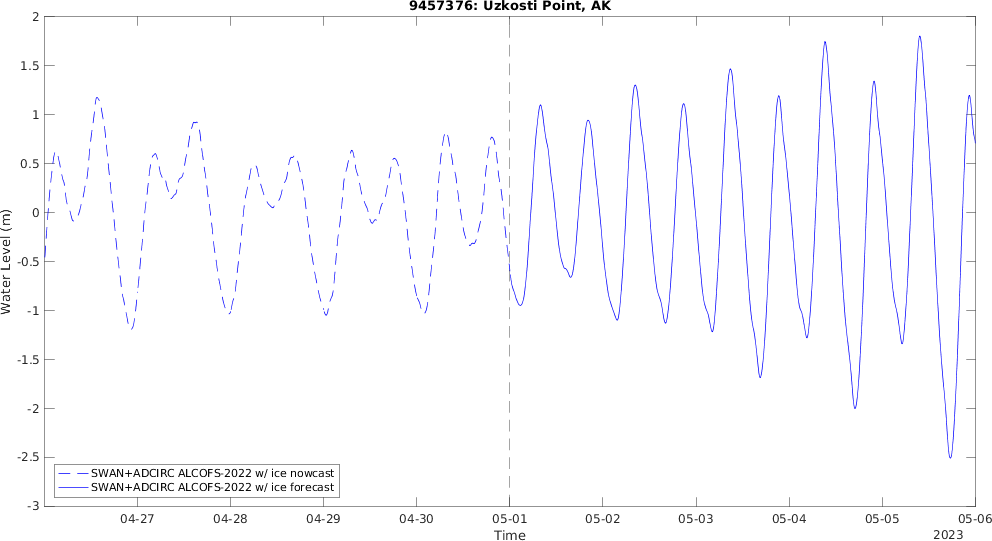 9457376: Uzkosti Point, AK
2
1.5
1
0.5
0
-0.5
-1
-1.5
-2
-2.5
-3
Water Level (m)
SWAN+ADCIRC ALCOFS-2022 w/ ice nowcast
SWAN+ADCIRC ALCOFS-2022 w/ ice forecast
04-27 04-28 04-29 04-30 05-01 05-02 05-03 05-04 05-05 05-06
Time
2023